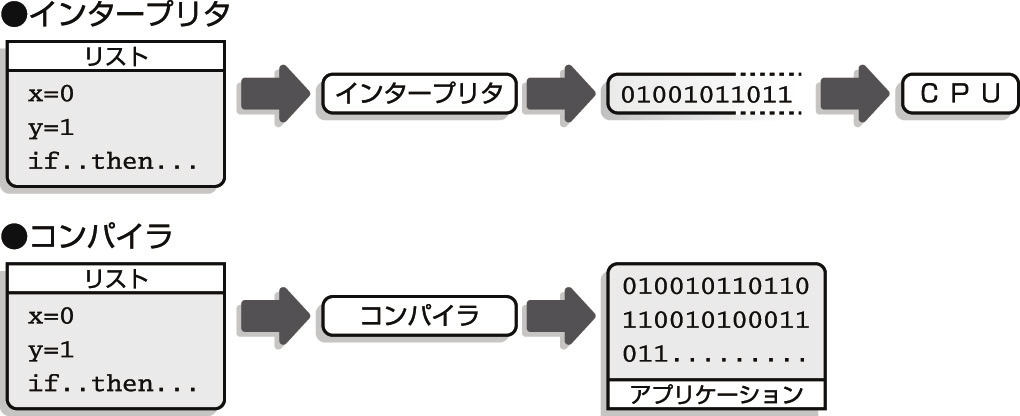 ●インタープリタ
リスト
x=0
y=1
if..then...
インタープリタ
01001011011
ＣＰＵ
●コンパイラ
リスト
x=0
y=1
if..then...
コンパイラ
010010110110
110010100011
011.........
アプリケーション